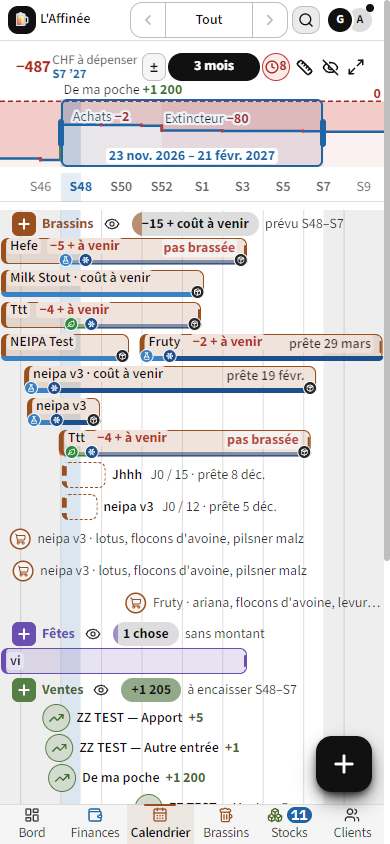 L'Affinée
Tout
G A
−487 CHF à dépenser S7 ’27
±
3 mois
8
De ma poche +1 200
0
Achats −2
Extincteur −80
23 nov. 2026 – 21 févr. 2027
S46 S48 S50 S52 S1 S3 S5 S7 S9
Brassins −15 + coût à venir prévu S48–S7
Hefe −5 + à venir pas brassée
Milk Stout · coût à venir
Ttt −4 + à venir
NEIPA Test Fruty −2 + à venir prête 29 mars
neipa v3 · coût à venir prête 19 févr.
neipa v3
Ttt −4 + à venir pas brassée
Jhhh J0 / 15 · prête 8 déc.
neipa v3 J0 / 12 · prête 5 déc.
neipa v3 · lotus, flocons d'avoine, pilsner malz
neipa v3 · lotus, flocons d'avoine, pilsner malz
Fruty · ariana, flocons d'avoine, levur…
Fêtes 1 chose sans montant
vi
Ventes +1 205 à encaisser S48–S7
ZZ TEST — Apport +5
ZZ TEST — Autre entrée +1
De ma poche +1 200
Bord Finances Calendrier Brassins Stocks 11 Clients